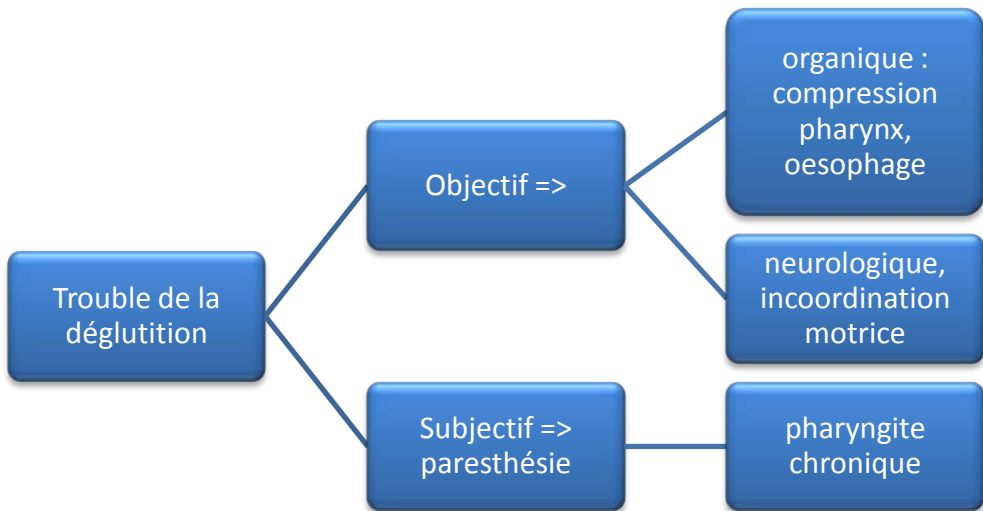 organique :
compression
pharynx,
oesophage
Objectif =>
neurologique,
incoordination
motrice
Trouble de la
déglutition
Subjectif =>
paresthésie
pharyngite
chronique